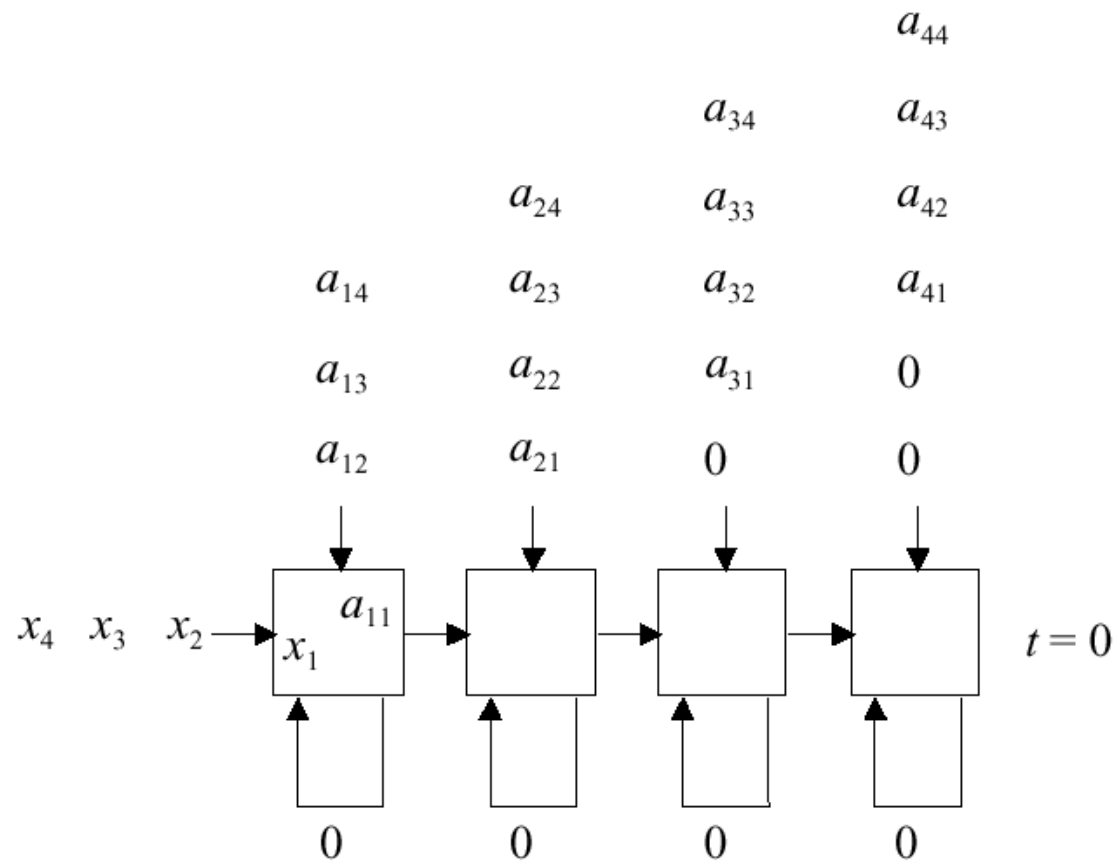 a₄₄
a₃₄ a₄₃
a₂₄ a₃₃ a₄₂
a₁₄ a₂₃ a₃₂ a₄₁
a₁₃ a₂₂ a₃₁ 0
a₁₂ a₂₁ 0 0
x₄ x₃ x₂ x₁ a₁₁ t = 0
0 0 0 0